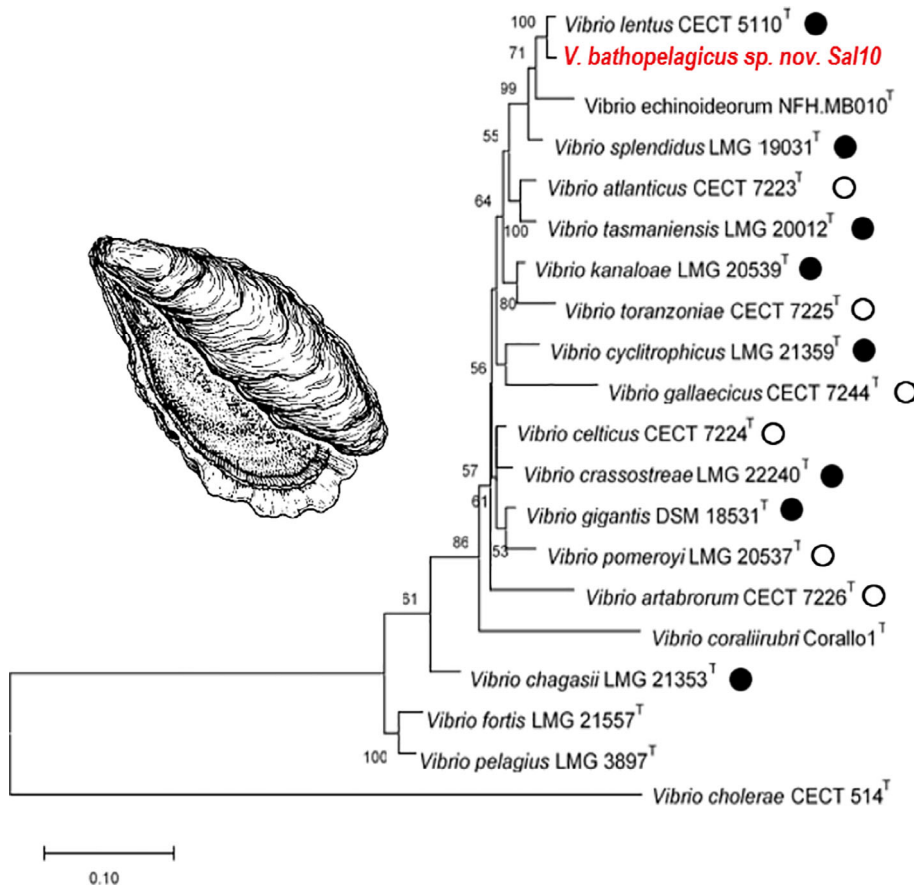 100 Vibrio lentus CECT 5110T
71 V. bathopelagicus sp. nov. Sal10
99 Vibrio echinoideorum NFH.MB010T
55 Vibrio splendidus LMG 19031T
Vibrio atlanticus CECT 7223T
64
100 Vibrio tasmaniensis LMG 20012T
Vibrio kanaloae LMG 20539T
80 Vibrio toranzoniae CECT 7225T
Vibrio cyclitrophicus LMG 21359T
56 Vibrio gallaecicus CECT 7244T
Vibrio celticus CECT 7224T
57 Vibrio crassostreae LMG 22240T
61 Vibrio gigantis DSM 18531T
86 53 Vibrio pomeroyi LMG 20537T
61 Vibrio artabrorum CECT 7226T
Vibrio coraliirubri Corallo1T
Vibrio chagasii LMG 21353T
Vibrio fortis LMG 21557T
100 Vibrio pelagius LMG 3897T
Vibrio cholerae CECT 514T
0.10